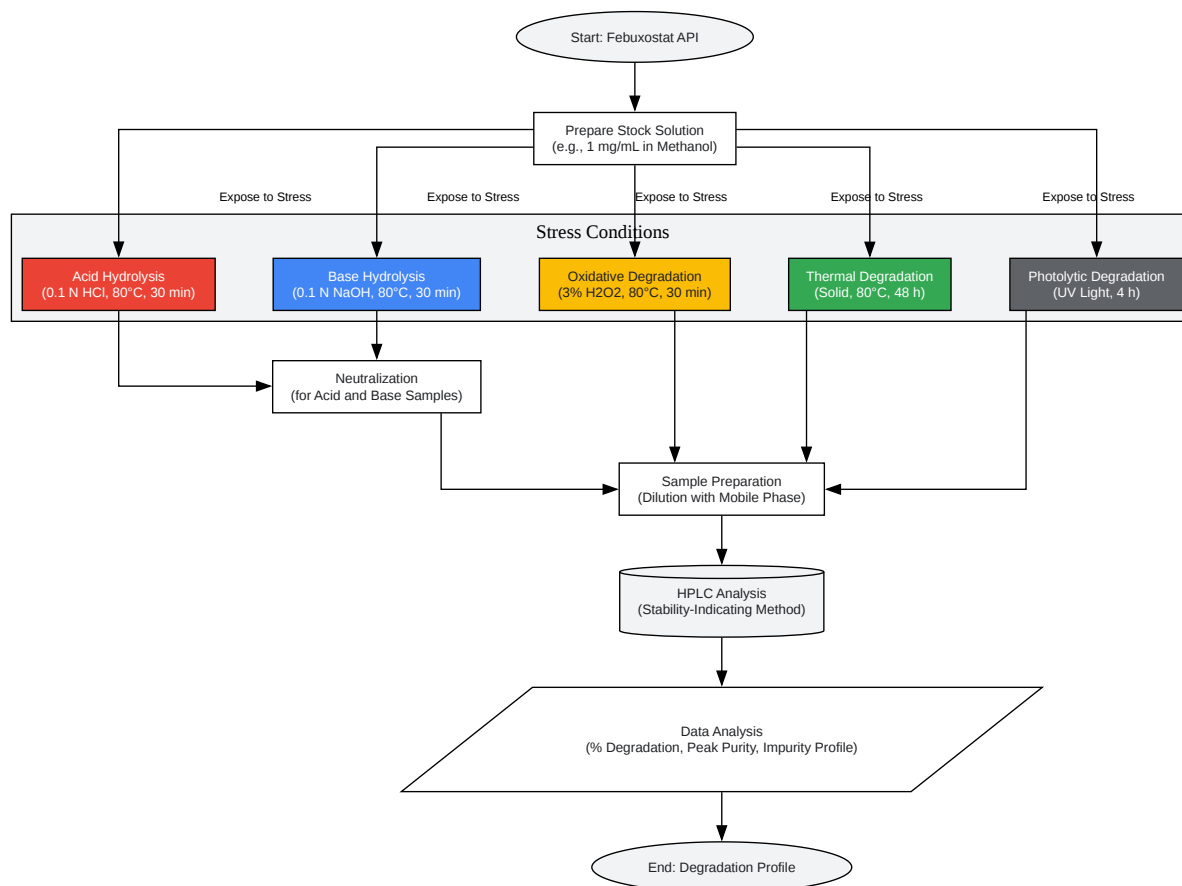 Start: Febuxostat API
Prepare Stock Solution
(e.g., 1 mg/mL in Methanol)
Expose to Stress
Expose to Stress
Expose to Stress
Expose to Stress
Expose to Stress
Stress Conditions
Acid Hydrolysis
(0.1 N HCl, 80°C, 30 min)
Base Hydrolysis
(0.1 N NaOH, 80°C, 30 min)
Oxidative Degradation
(3% H2O2, 80°C, 30 min)
Thermal Degradation
(Solid, 80°C, 48 h)
Photolytic Degradation
(UV Light, 4 h)
Neutralization
(for Acid and Base Samples)
Sample Preparation
(Dilution with Mobile Phase)
HPLC Analysis
(Stability-Indicating Method)
Data Analysis
(% Degradation, Peak Purity, Impurity Profile)
End: Degradation Profile